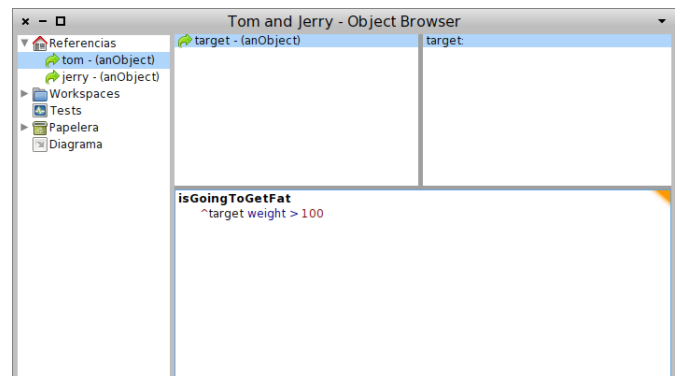 Tom and Jerry - Object Browser
Referencias
tom - (anObject)
jerry - (anObject)
Workspaces
Tests
Papelera
Diagrama
target - (anObject)
target:
isGoingToGetFat
^target weight > 100